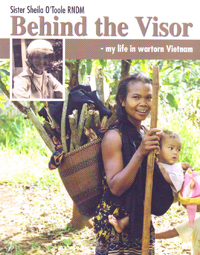 Sister Sheila O'Toole RNDM
Behind the Visor
- my life in wartorn Vietnam